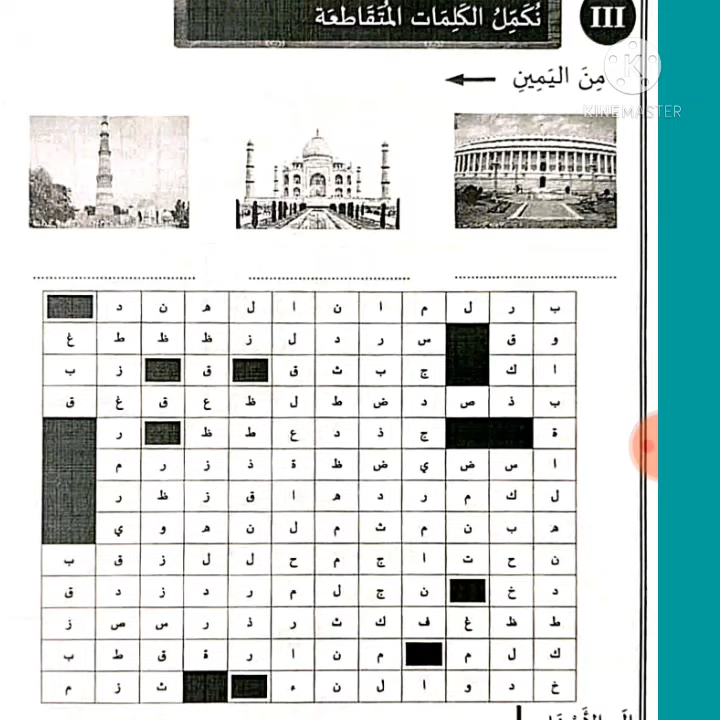 III
نُكَمِّلُ الكَلِمَات المُتَقَاطِعَة
مِنَ اليَمِينِ
KINEMASTER
ب ر ل م ا ن ا ل ه ن د
و ق س ر د ل ز ظ ظ ط غ
ا ك ج ب ث ق ق ز ب
ب ذ ص د ض ط ل ظ ع ق غ ق
ة ج ذ د ع ط ظ ر
ا س ض ي ض ظ ة ذ ز ر م
ل ك م ر د ه ا ق ز ظ ر
ه ب ن م ث م ل ن ه و ي
ن ح ت ا ج م ح ل ل ز ق ب
د خ ن ج ل م ر د ز د ق
ط ظ غ ف ك ث ر ذ ر س ص ز
ك ل م م ن ا ر ة ق ط ب
خ د و ا ل ن ء ث ز م